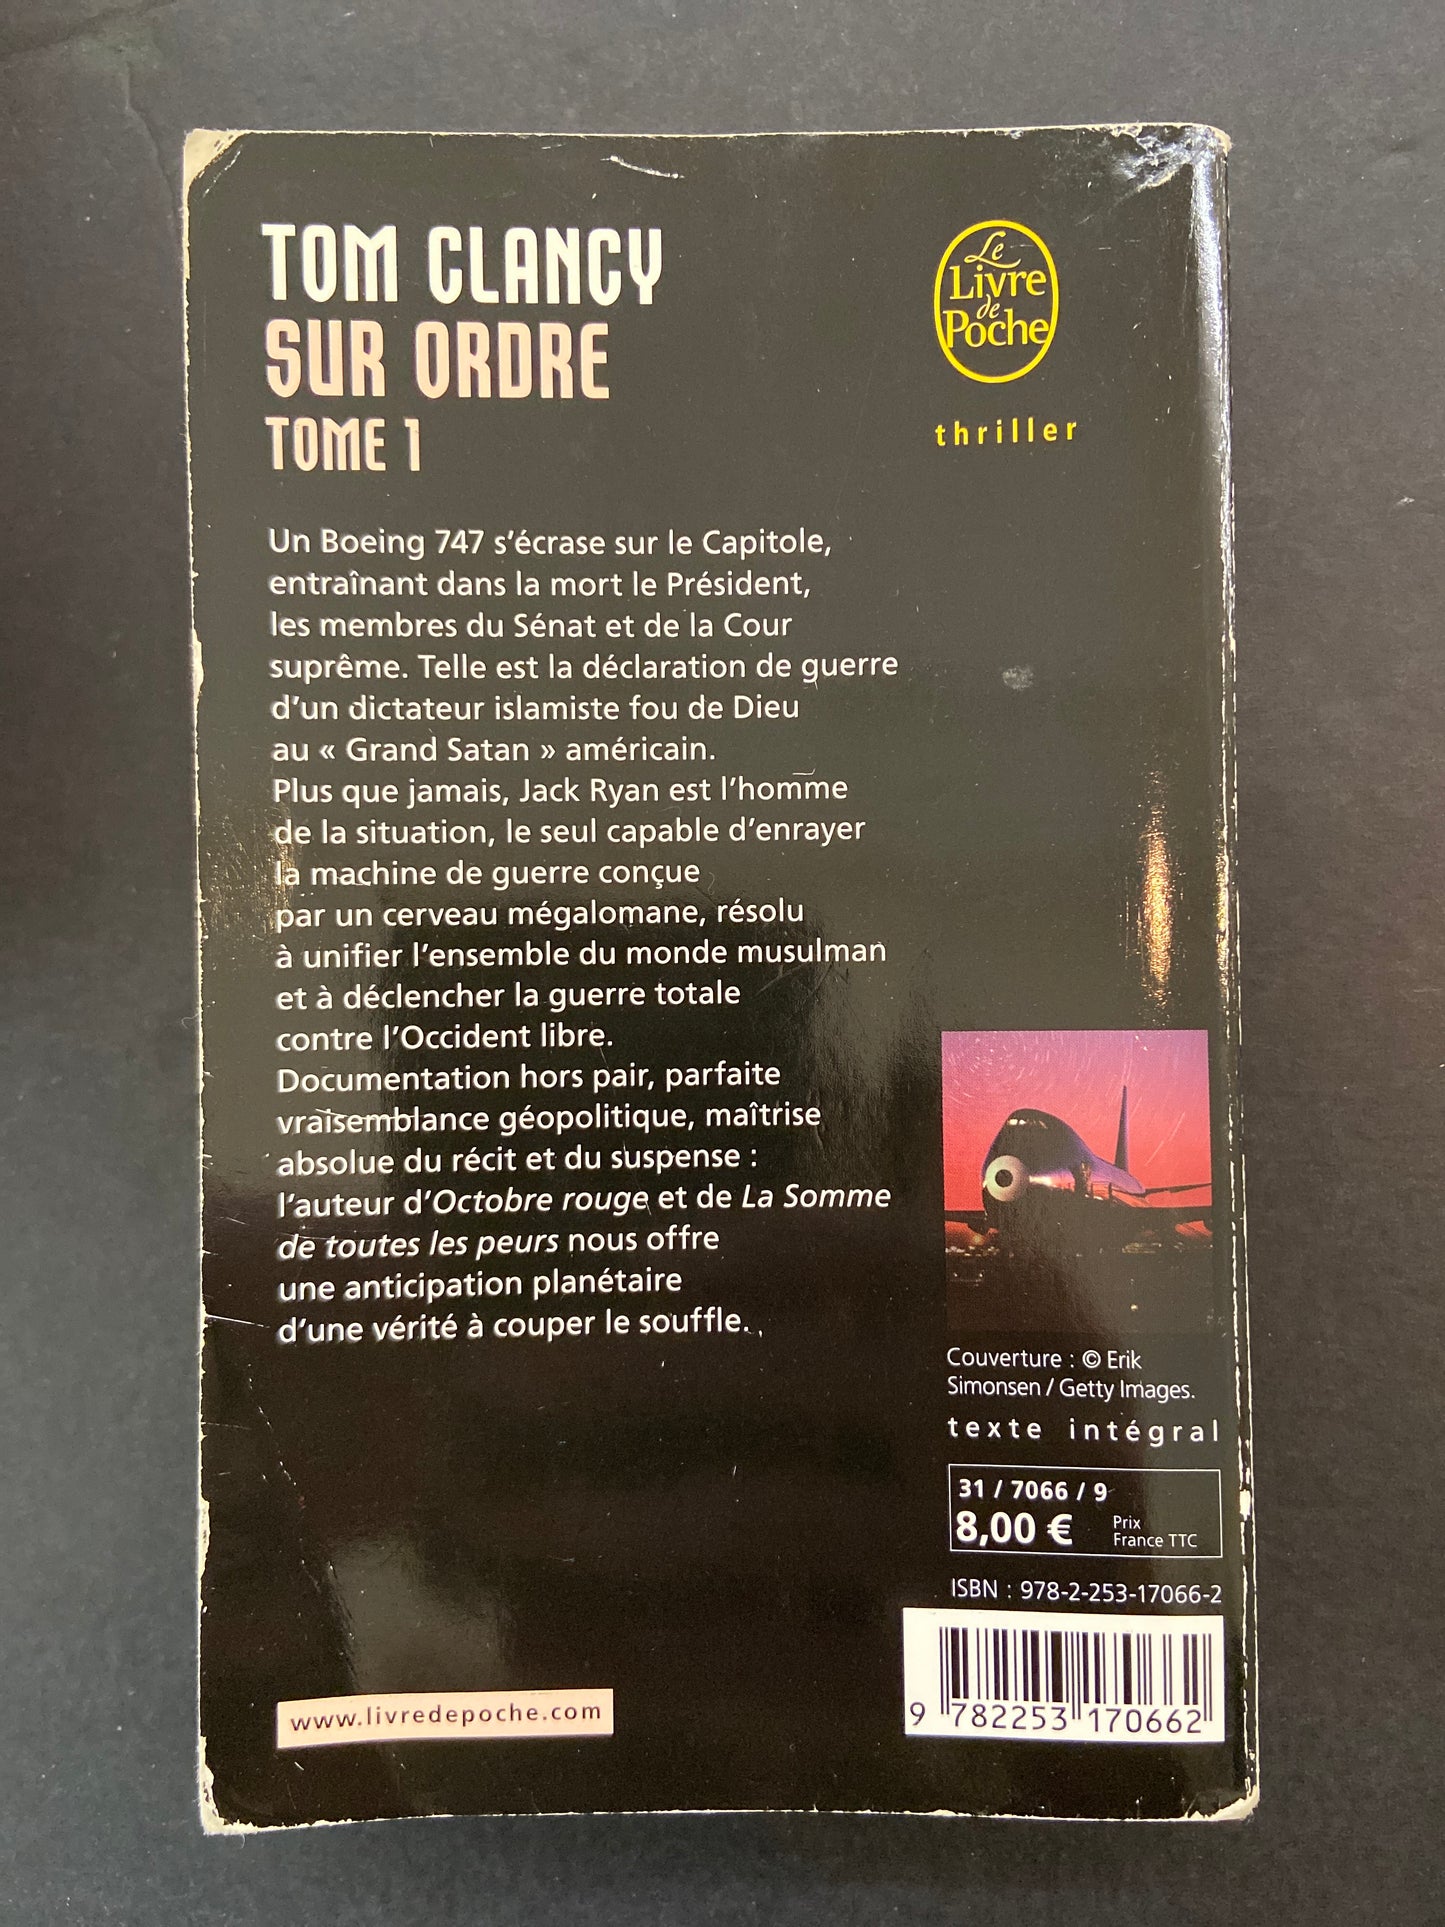 TOM CLANCY
SUR ORDRE
TOME 1
Le
Livre
de
Poche
thriller
Un Boeing 747 s'écrase sur le Capitole,
entraînant dans la mort le Président,
les membres du Sénat et de la Cour
suprême. Telle est la déclaration de guerre
d'un dictateur islamiste fou de Dieu
au « Grand Satan » américain.
Plus que jamais, Jack Ryan est l'homme
de la situation, le seul capable d'enrayer
la machine de guerre conçue
par un cerveau mégalomane, résolu
à unifier l'ensemble du monde musulman
et à déclencher la guerre totale
contre l'Occident libre.
Documentation hors pair, parfaite
vraisemblance géopolitique, maîtrise
absolue du récit et du suspense :
l'auteur d'Octobre rouge et de La Somme
de toutes les peurs nous offre
une anticipation planétaire
d'une vérité à couper le souffle.
Couverture : © Erik
Simonsen / Getty Images.
texte intégral
31 / 7066 / 9
8,00 € Prix
France TTC
ISBN : 978-2-253-17066-2
9 782253 170662
www.livredepoche.com